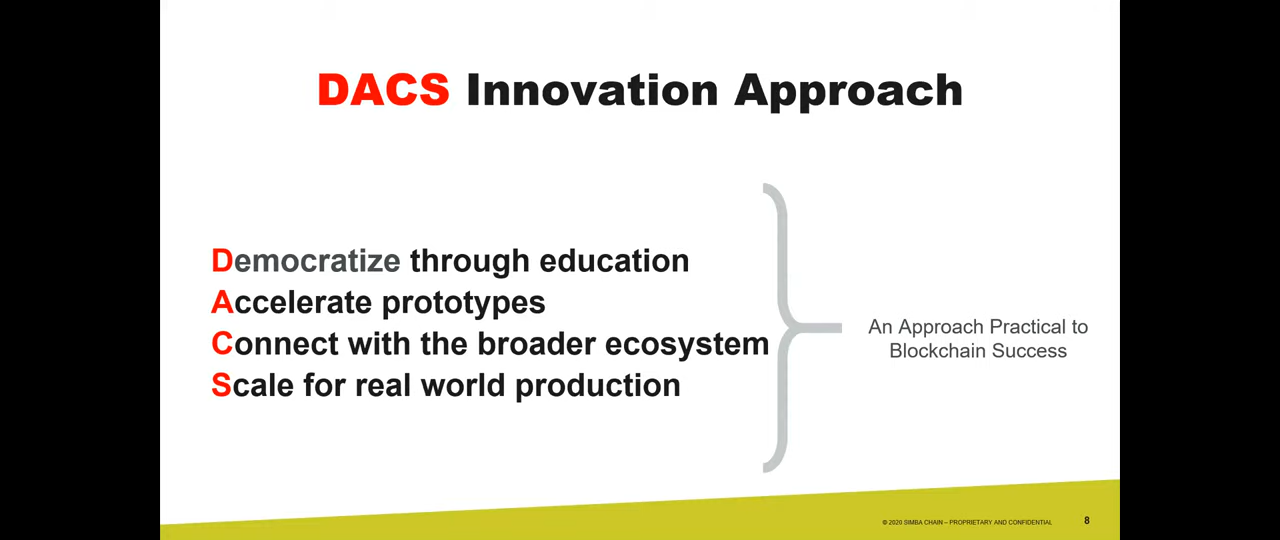 DACS Innovation Approach
Democratize through education
Accelerate prototypes
Connect with the broader ecosystem
Scale for real world production
An Approach Practical to
Blockchain Success
© 2020 SIMBA CHAIN – PROPRIETARY AND CONFIDENTIAL
8